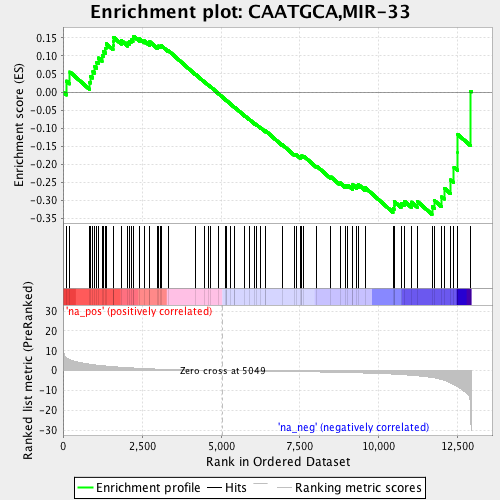 Enrichment plot: CAATGCA,MIR-33
Enrichment score (ES)
0.15
0.10
0.05
0.00
-0.05
-0.10
-0.15
-0.20
-0.25
-0.30
-0.35
'na_pos' (positively correlated)
Ranked list metric (PreRanked)
30
20
10
0
-10
-20
-30
Zero cross at 5049
'na_neg' (negatively correlated)
0
2,500
5,000
7,500
10,000
12,500
Rank in Ordered Dataset
Enrichment profile
Hits
Ranking metric scores